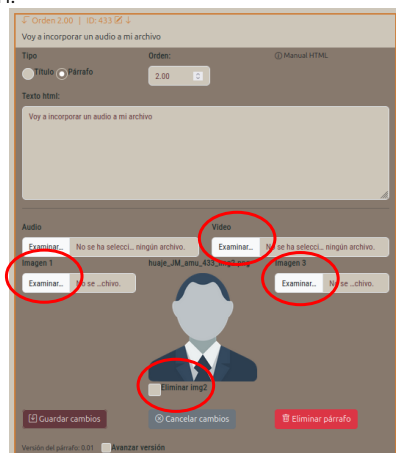 Orden 2.00 | ID: 433
Voy a incorporar un audio a mi archivo
Tipo Orden: Manual HTML
Título Párrafo 2.00
Texto html:
Voy a incorporar un audio a mi archivo
Audio Video
Examinar... No se ha selecci... ningún archivo. Examinar... No se ha selecci... ningún archivo.
Imagen 1 huaje_JM_amu_433_img2.png Imagen 3
Examinar... No se ...chivo. Examinar... No se ...chivo.
Eliminar img2
Guardar cambios Cancelar cambios Eliminar párrafo
Versión del párrafo: 0.01 Avanzar versión